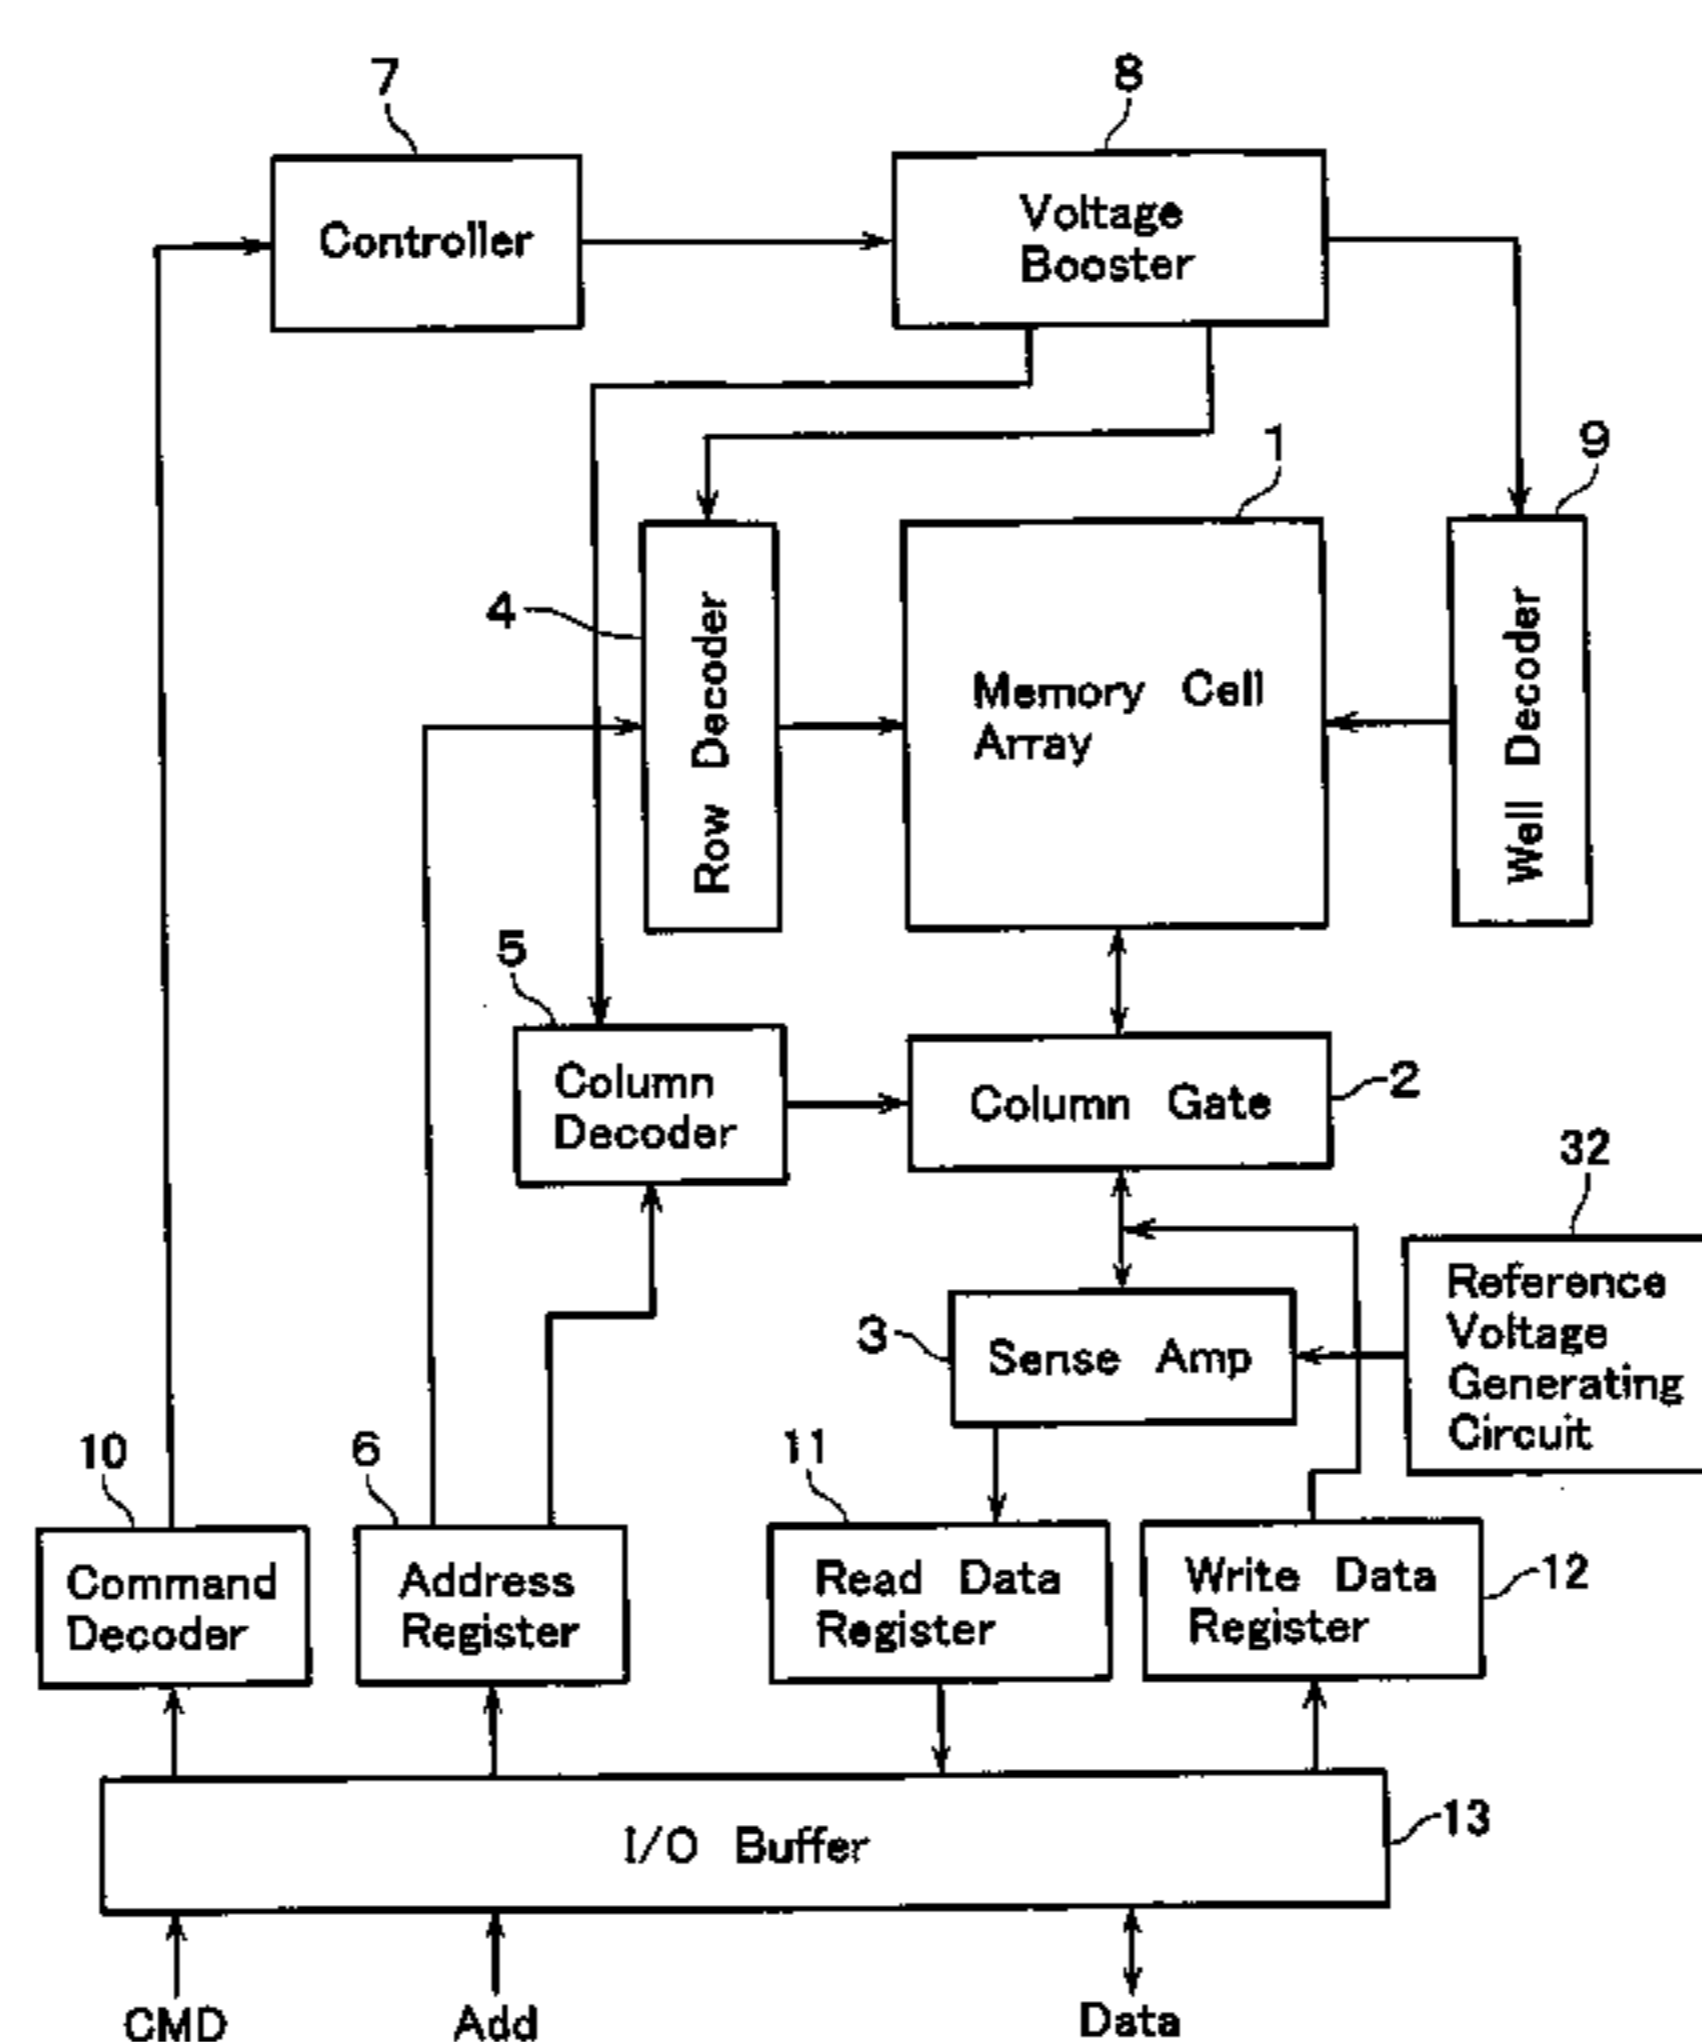 7
8
Controller
Voltage
Booster
1
9
4
Row Decoder
Memory Cell
Array
Well Decoder
5
Column
Decoder
Column Gate
2
32
Reference
Voltage
Generating
Circuit
3
Sense Amp
10
6
11
Command
Decoder
Address
Register
Read Data
Register
Write Data
Register
12
I/O Buffer
13
CMD
Add
Data